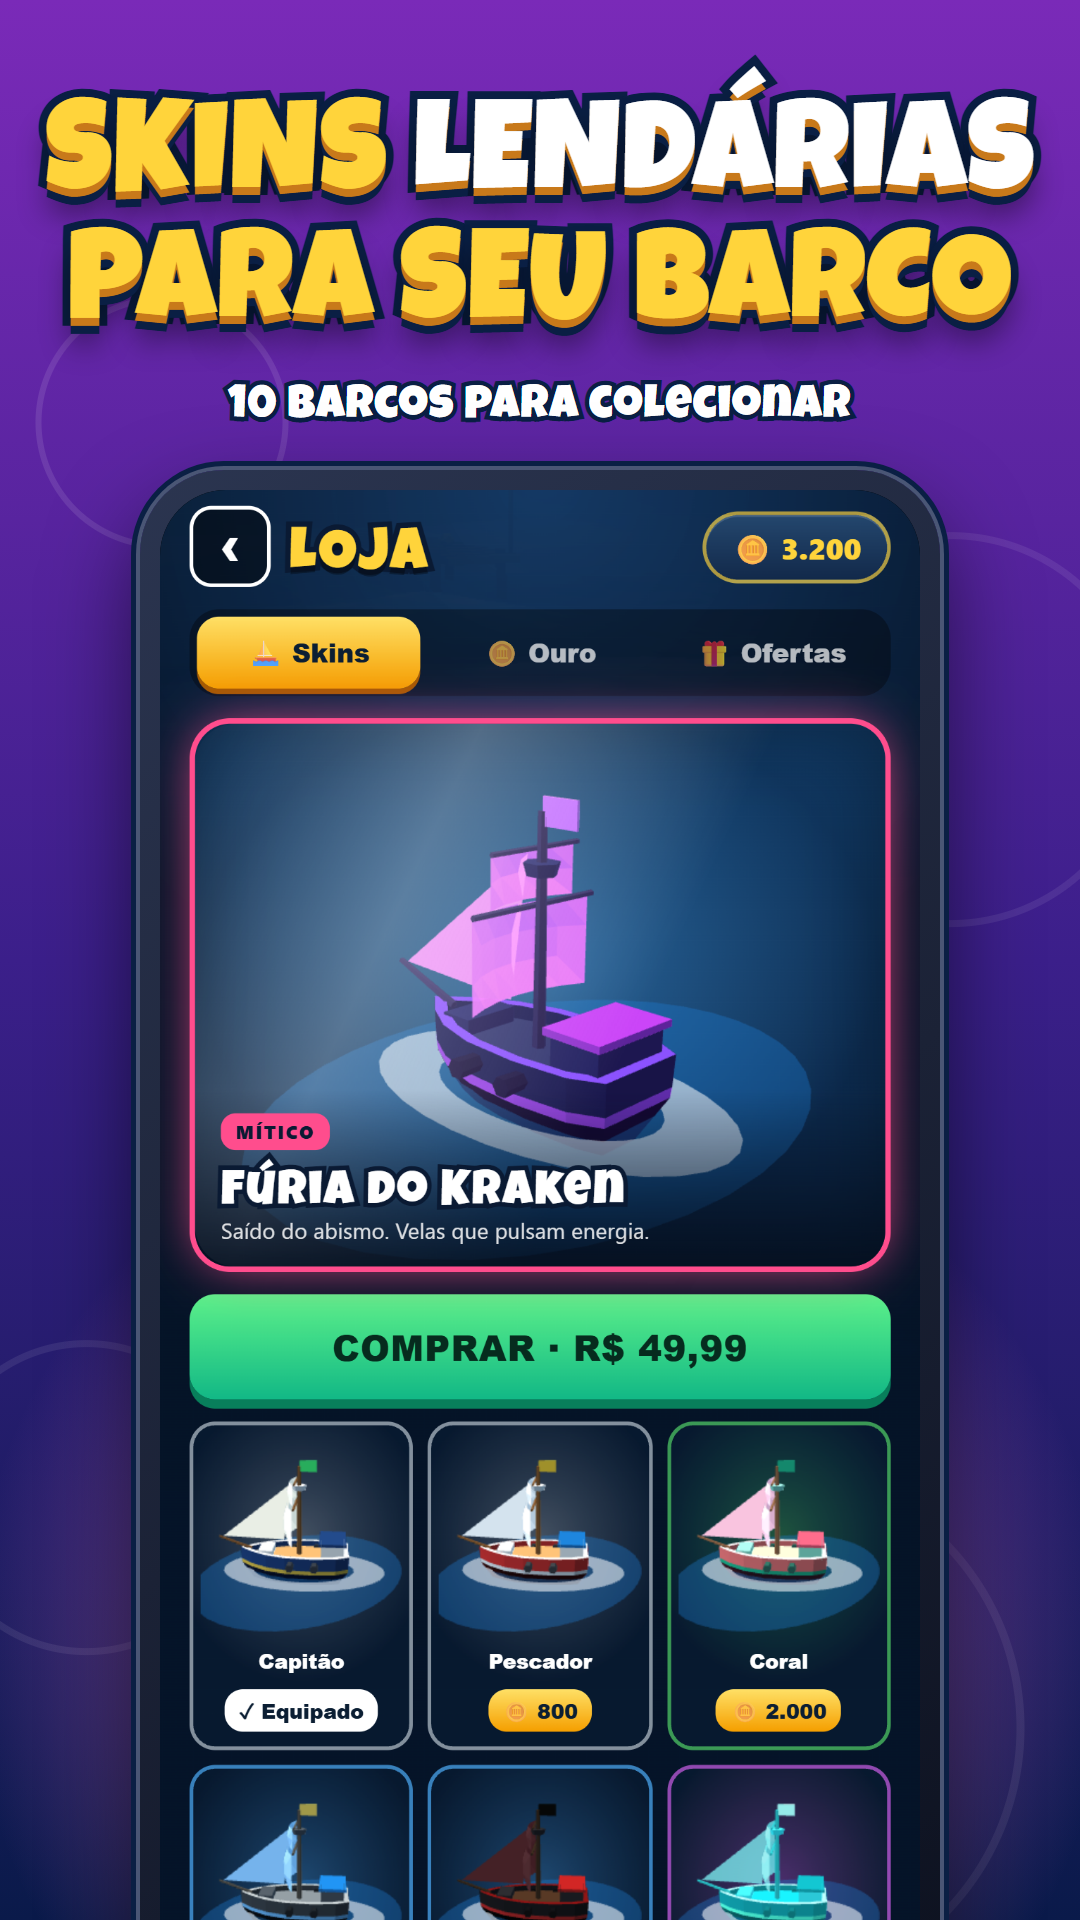 SKINS LENDÁRIAS
PARA SEU BARCO
10 BARCOS PARA COLECIONAR
LOJA
3.200
Skins
Ouro
Ofertas
MÍTICO
FÚRIA DO KRAKEN
Saído do abismo. Velas que pulsam energia.
COMPRAR · R$ 49,99
Capitão
Pescador
Coral
✓ Equipado
800
2.000